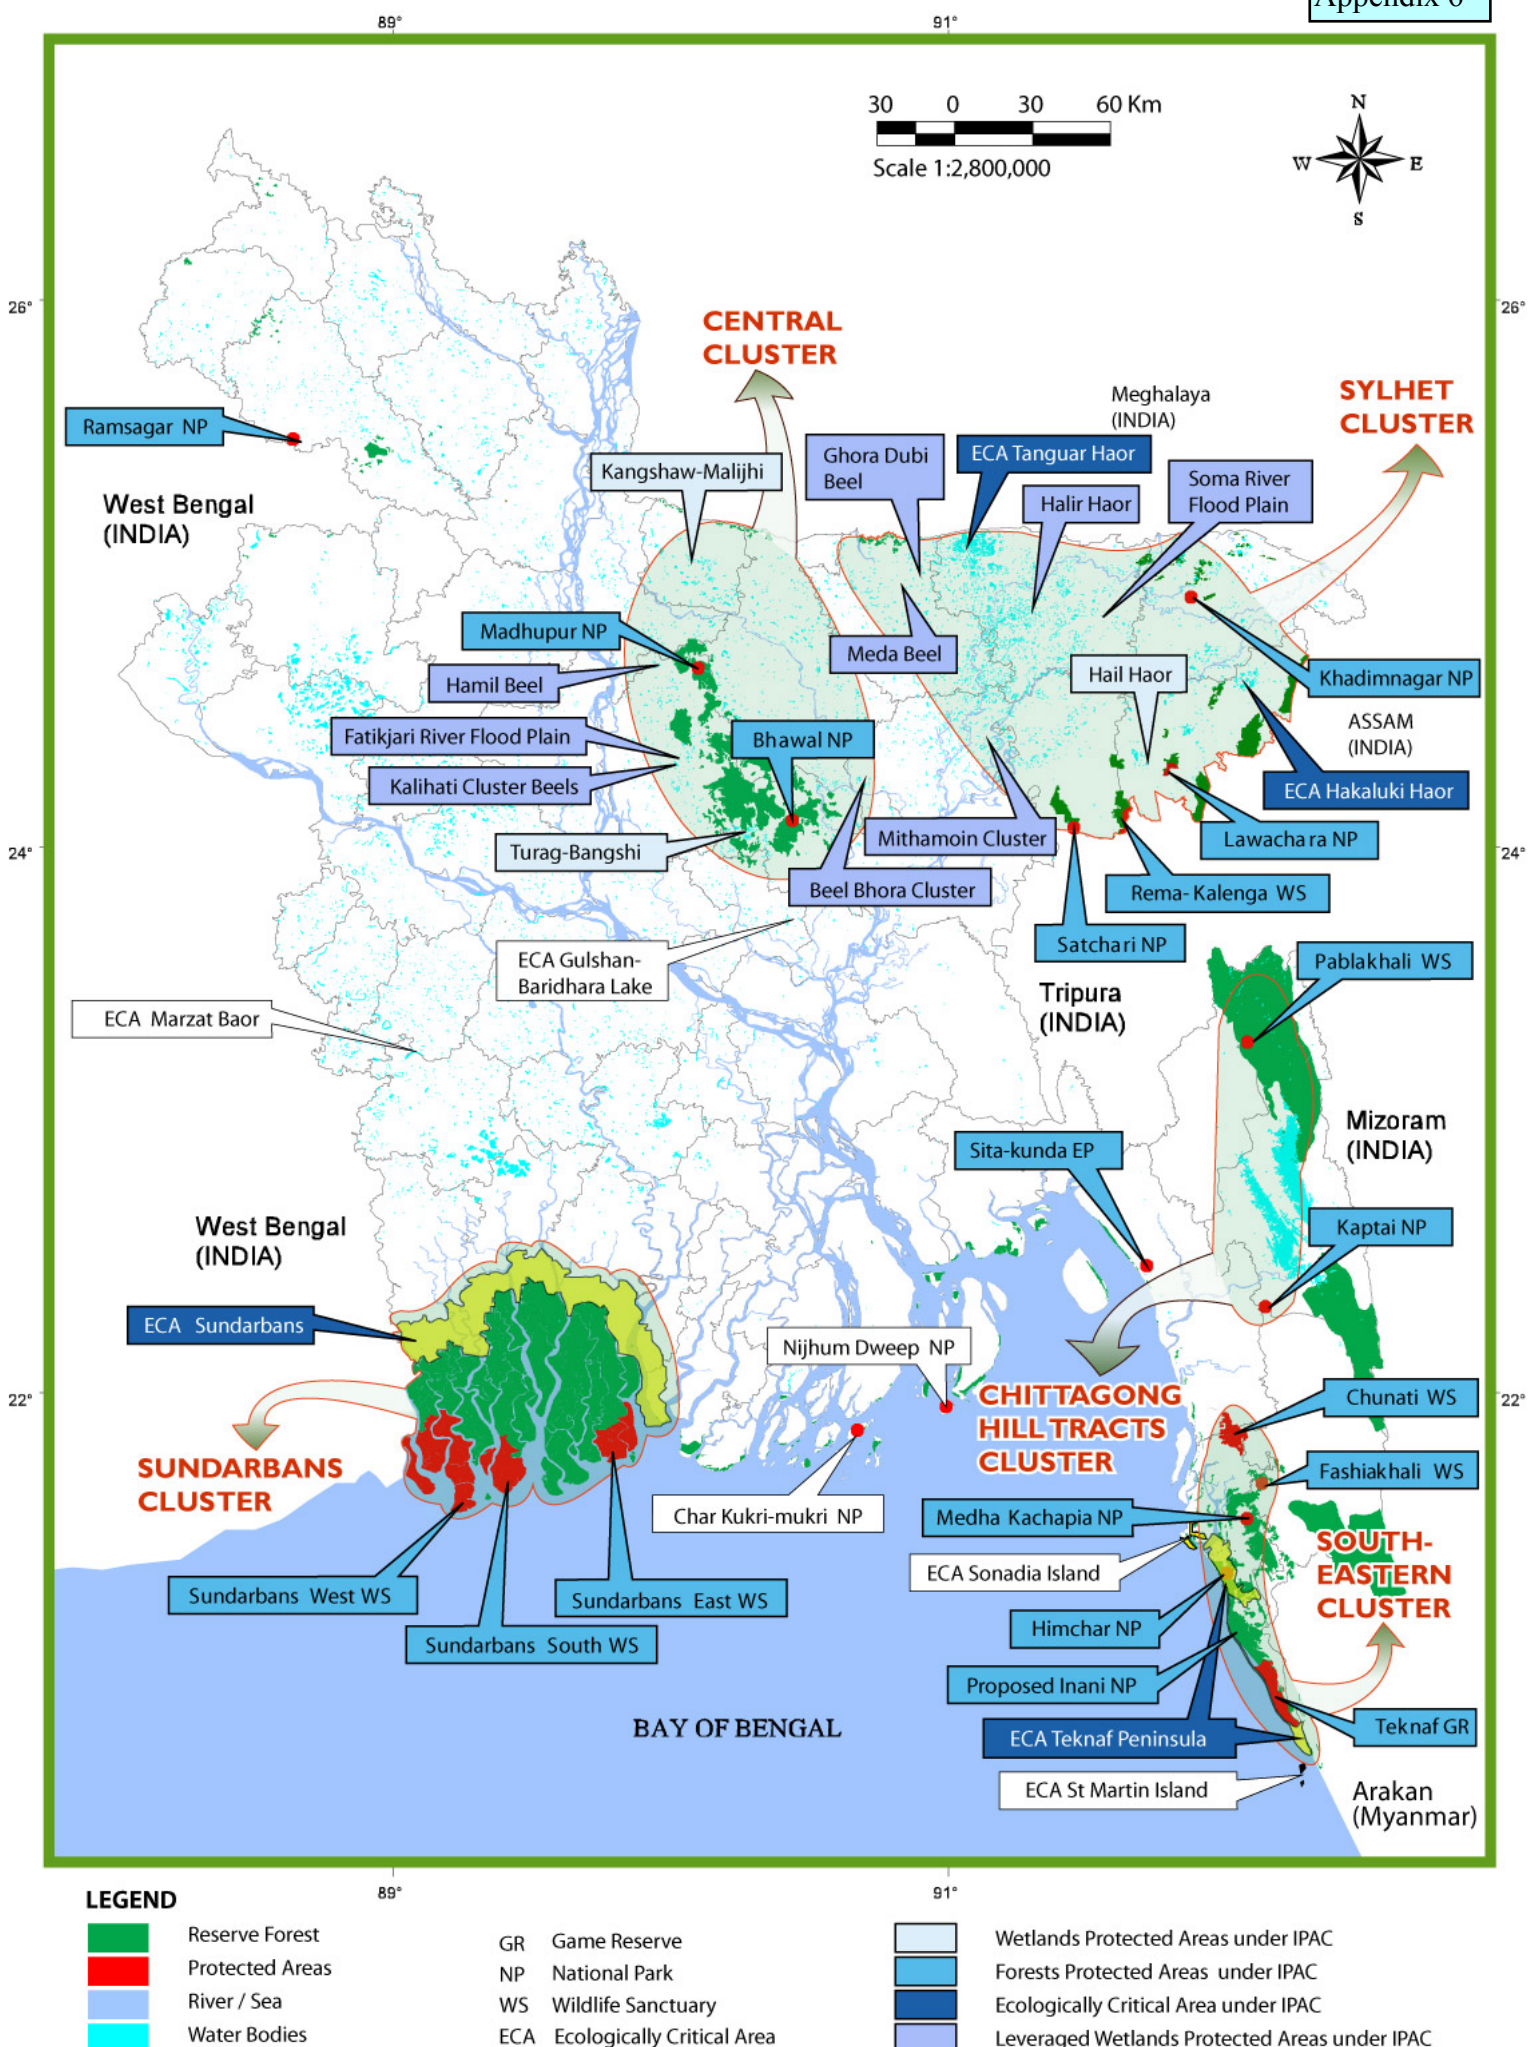 Appendix 6
89°
91°
30 0 30 60 Km
Scale 1:2,800,000
N
W E
S
26°
26°
CENTRAL
CLUSTER
Meghalaya
(INDIA)
SYLHET
CLUSTER
Ramsagar NP
Kangshaw-Malijhi
Ghora Dubi
Beel
ECA Tanguar Haor
Halir Haor
Soma River
Flood Plain
West Bengal
(INDIA)
Madhupur NP
Meda Beel
Hamil Beel
Hail Haor
Khadimnagar NP
Fatikjari River Flood Plain
Bhawal NP
ASSAM
(INDIA)
Kalihati Cluster Beels
ECA Hakaluki Haor
Turag-Bangshi
Mithamoin Cluster
Lawachara NP
24°
24°
Beel Bhora Cluster
Rema-Kalenga WS
ECA Gulshan-
Baridhara Lake
Satchari NP
Pablakhali WS
ECA Marzat Baor
Tripura
(INDIA)
Mizoram
(INDIA)
Sita-kunda EP
West Bengal
(INDIA)
Kaptai NP
ECA Sundarbans
Nijhum Dweep NP
22°
22°
CHITTAGONG
HILL TRACTS
CLUSTER
Chunati WS
SUNDARBANS
CLUSTER
Fashiakhali WS
Char Kukri-mukri NP
Medha Kachapia NP
SOUTH-
EASTERN
CLUSTER
ECA Sonadia Island
Sundarbans West WS
Sundarbans East WS
Himchar NP
Sundarbans South WS
Proposed Inani NP
BAY OF BENGAL
ECA Teknaf Peninsula
Teknaf GR
ECA St Martin Island
Arakan
(Myanmar)
89°
91°
LEGEND
Reserve Forest
Protected Areas
River / Sea
Water Bodies
GR Game Reserve
NP National Park
WS Wildlife Sanctuary
ECA Ecologically Critical Area
Wetlands Protected Areas under IPAC
Forests Protected Areas under IPAC
Ecologically Critical Area under IPAC
Leveraged Wetlands Protected Areas under IPAC